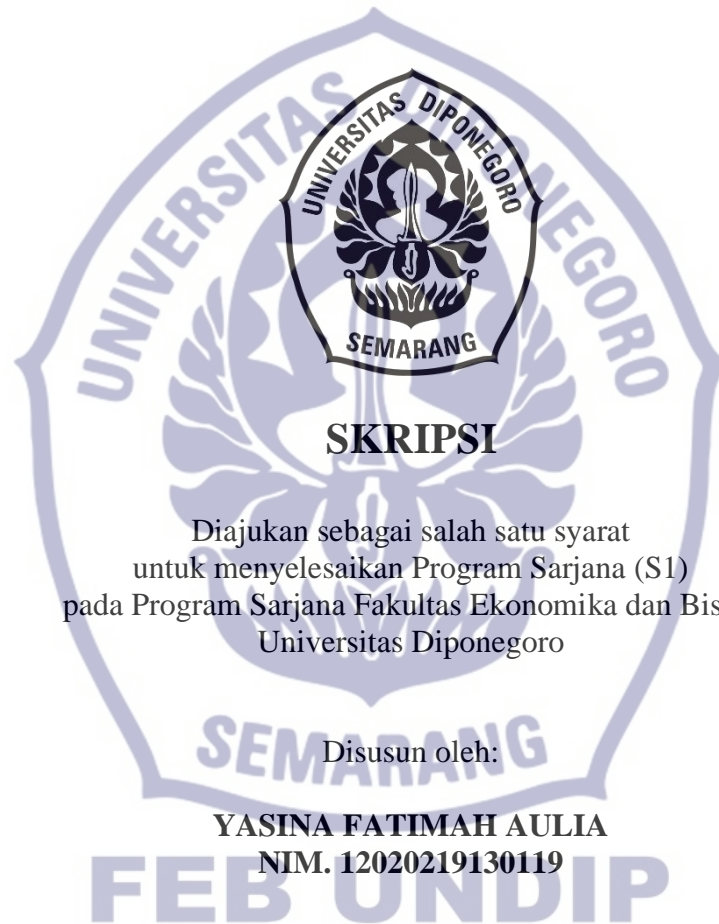 UNIVERSITAS DIPONEGORO
SEMARANG
UNIVERSITAS DIPONEGORO
SKRIPSI
Diajukan sebagai salah satu syarat
untuk menyelesaikan Program Sarjana (S1)
pada Program Sarjana Fakultas Ekonomika dan Bis
Universitas Diponegoro
SEMARANG
Disusun oleh:
YASINA FATIMAH AULIA
NIM. 12020219130119
FEB UNDIP